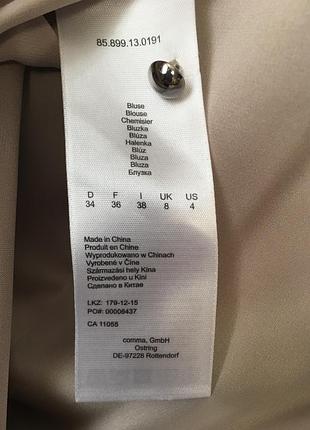 85.899.13.0191
Bluse
Blouse
Chemisier
Bluzka
Blúza
Halenka
Blúz
Bluza
Bluza
Блузка
D F I UK US
34 36 38 8 4
Made in China
Produit en Chine
Wyprodukowano w Chinach
Vyrobené v Číne
Származási hely Kína
Proizvedeno u Kini
Сделано в Китае
LKZ: 179-12-15
PO#: 00006437
CA 11055
comma, GmbH
Ostring
DE-97228 Rottendorf